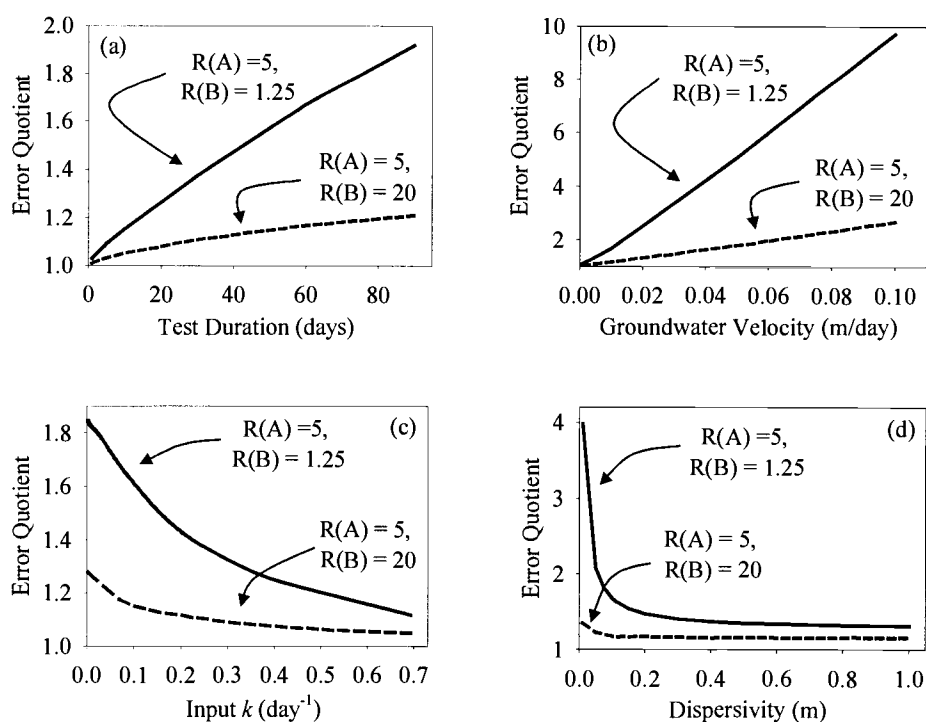 (a)
R(A) =5,
R(B) = 1.25
R(A) = 5,
R(B) = 20
Error Quotient
2.0
1.8
1.6
1.4
1.2
1.0
0 20 40 60 80
Test Duration (days)
(b)
R(A) =5,
R(B) = 1.25
R(A) = 5,
R(B) = 20
Error Quotient
10
8
6
4
2
0.00 0.02 0.04 0.06 0.08 0.10
Groundwater Velocity (m/day)
(c)
R(A) =5,
R(B) = 1.25
R(A) = 5,
R(B) = 20
Error Quotient
1.8
1.6
1.4
1.2
1.0
0.0 0.1 0.2 0.3 0.4 0.5 0.6 0.7
Input k (day-1)
(d)
R(A) =5,
R(B) = 1.25
R(A) = 5,
R(B) = 20
Error Quotient
4
3
2
1
0.0 0.2 0.4 0.6 0.8 1.0
Dispersivity (m)